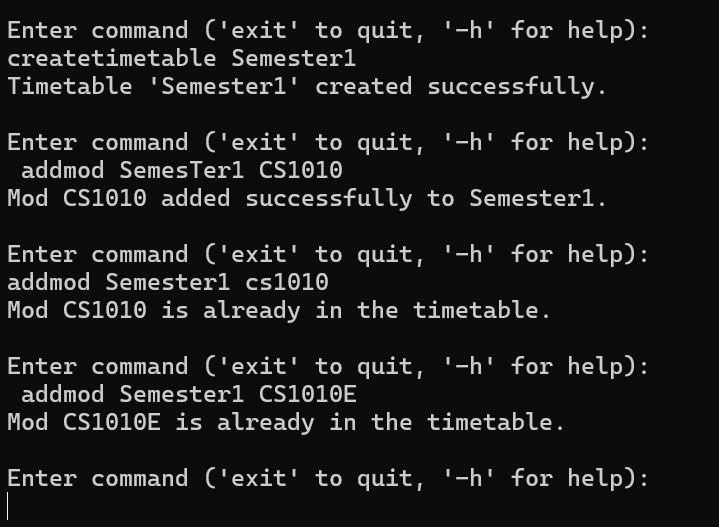 Enter command ('exit' to quit, '-h' for help):
createtimetable Semester1
Timetable 'Semester1' created successfully.
Enter command ('exit' to quit, '-h' for help):
addmod SemesTer1 CS1010
Mod CS1010 added successfully to Semester1.
Enter command ('exit' to quit, '-h' for help):
addmod Semester1 cs1010
Mod CS1010 is already in the timetable.
Enter command ('exit' to quit, '-h' for help):
addmod Semester1 CS1010E
Mod CS1010E is already in the timetable.
Enter command ('exit' to quit, '-h' for help):